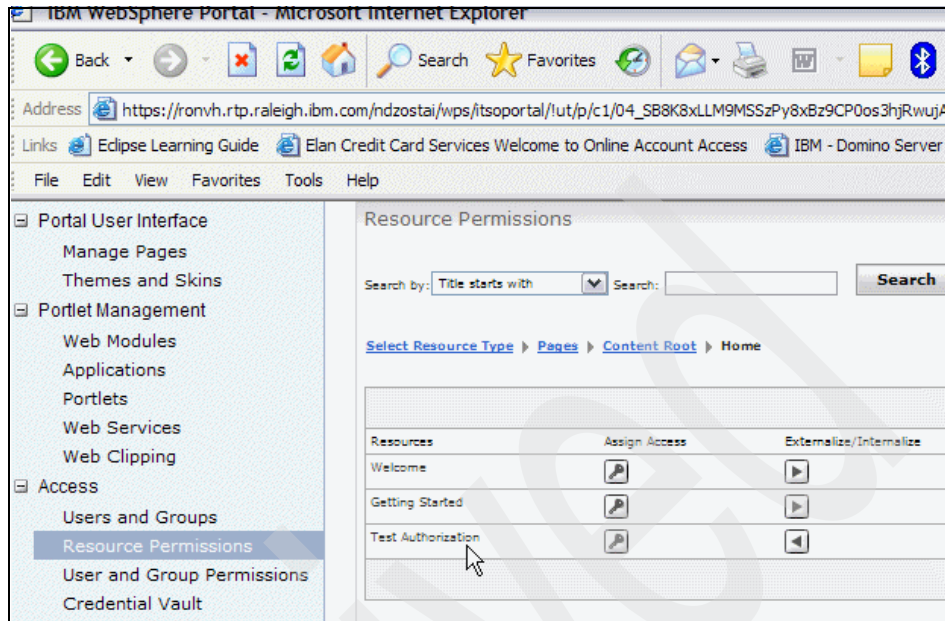 IBM WebSphere Portal - Microsoft Internet Explorer
Back Search Favorites
Address https://ronvh.rtp.raleigh.ibm.com/ndzostai/wps/itsoportal/!ut/p/c1/04_SB8K8xLLM9MSSzPy8xBz9CP0os3hjRwujA
Links Eclipse Learning Guide Elan Credit Card Services Welcome to Online Account Access IBM - Domino Server
File Edit View Favorites Tools Help
Portal User Interface
Manage Pages
Themes and Skins
Portlet Management
Web Modules
Applications
Portlets
Web Services
Web Clipping
Access
Users and Groups
Resource Permissions
User and Group Permissions
Credential Vault
Resource Permissions
Search by: Title starts with Search: Search
Select Resource Type Pages Content Root Home
Resources Assign Access Externalize/Internalize
Welcome
Getting Started
Test Authorization